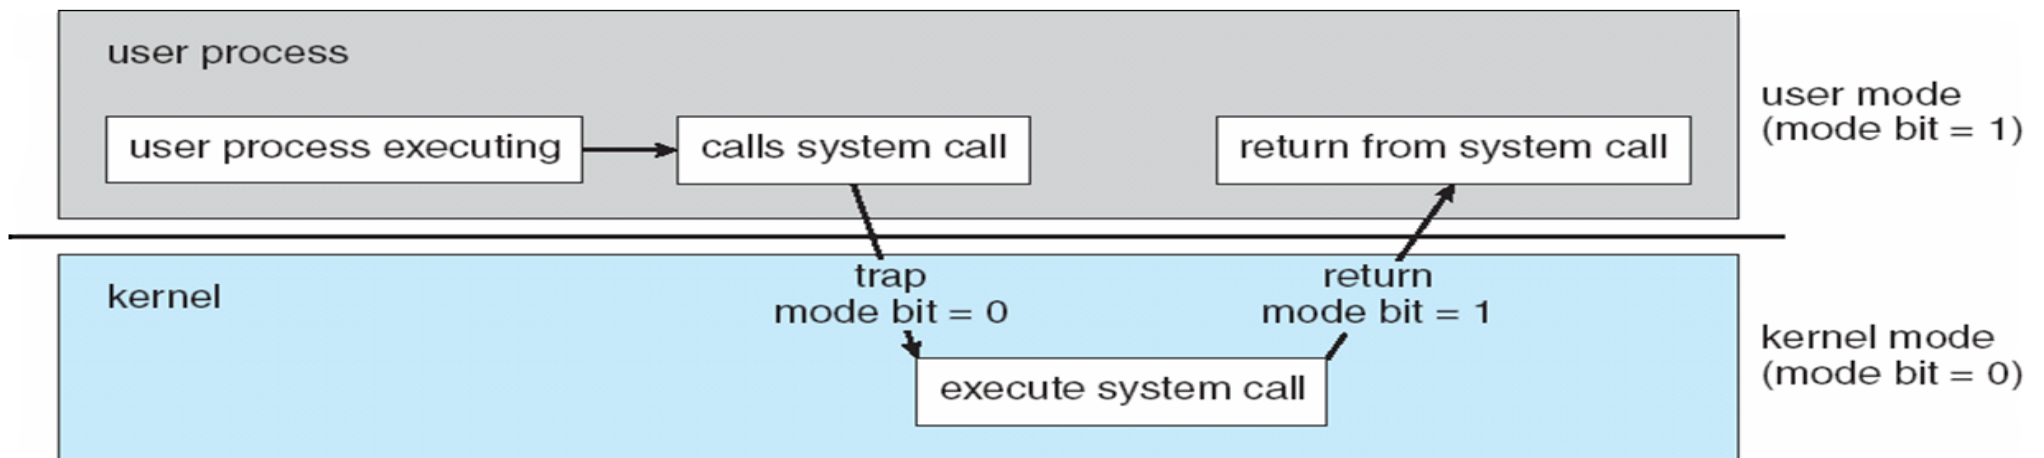 user process
user process executing
calls system call
return from system call
user mode
(mode bit = 1)
kernel
trap
mode bit = 0
return
mode bit = 1
execute system call
kernel mode
(mode bit = 0)